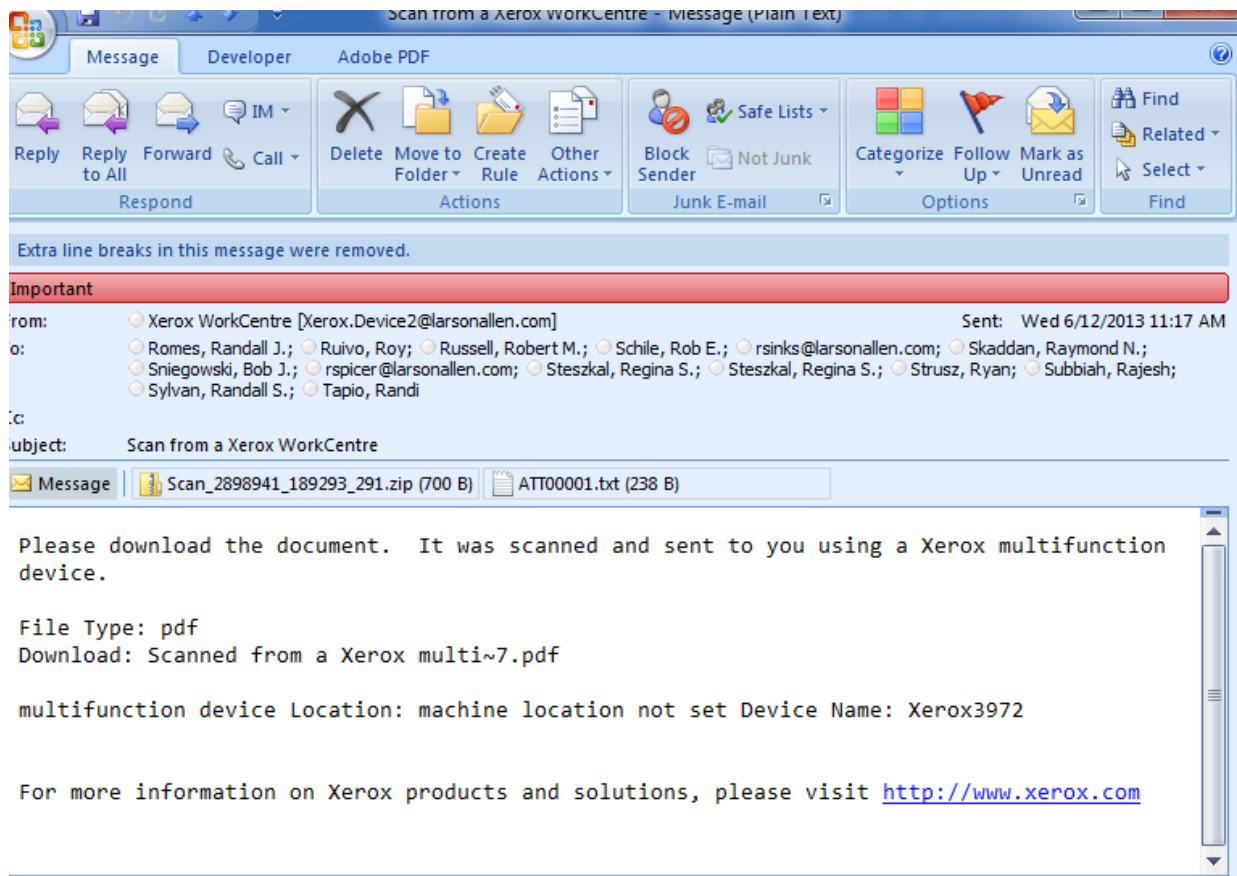 Scan from a Xerox WorkCentre - Message (Plain Text)
Message Developer Adobe PDF
Reply Reply to All Forward IM Call
Respond
Delete Move to Folder Create Rule Other Actions
Actions
Block Sender Safe Lists Not Junk
Junk E-mail
Categorize Follow Up Mark as Unread
Options
Find Related Select
Find
Extra line breaks in this message were removed.
Important
From: Xerox WorkCentre [Xerox.Device2@larsonallen.com] Sent: Wed 6/12/2013 11:17 AM
To: Romes, Randall J.; Ruivo, Roy; Russell, Robert M.; Schile, Rob E.; rsinks@larsonallen.com; Skaddan, Raymond N.;
Sniegowski, Bob J.; rspicer@larsonallen.com; Steszkal, Regina S.; Steszkal, Regina S.; Strusz, Ryan; Subbiah, Rajesh;
Sylvan, Randall S.; Tapio, Randi
Cc:
Subject: Scan from a Xerox WorkCentre
Message Scan_2898941_189293_291.zip (700 B) ATT00001.txt (238 B)
Please download the document. It was scanned and sent to you using a Xerox multifunction
device.
File Type: pdf
Download: Scanned from a Xerox multi~7.pdf
multifunction device Location: machine location not set Device Name: Xerox3972
For more information on Xerox products and solutions, please visit http://www.xerox.com